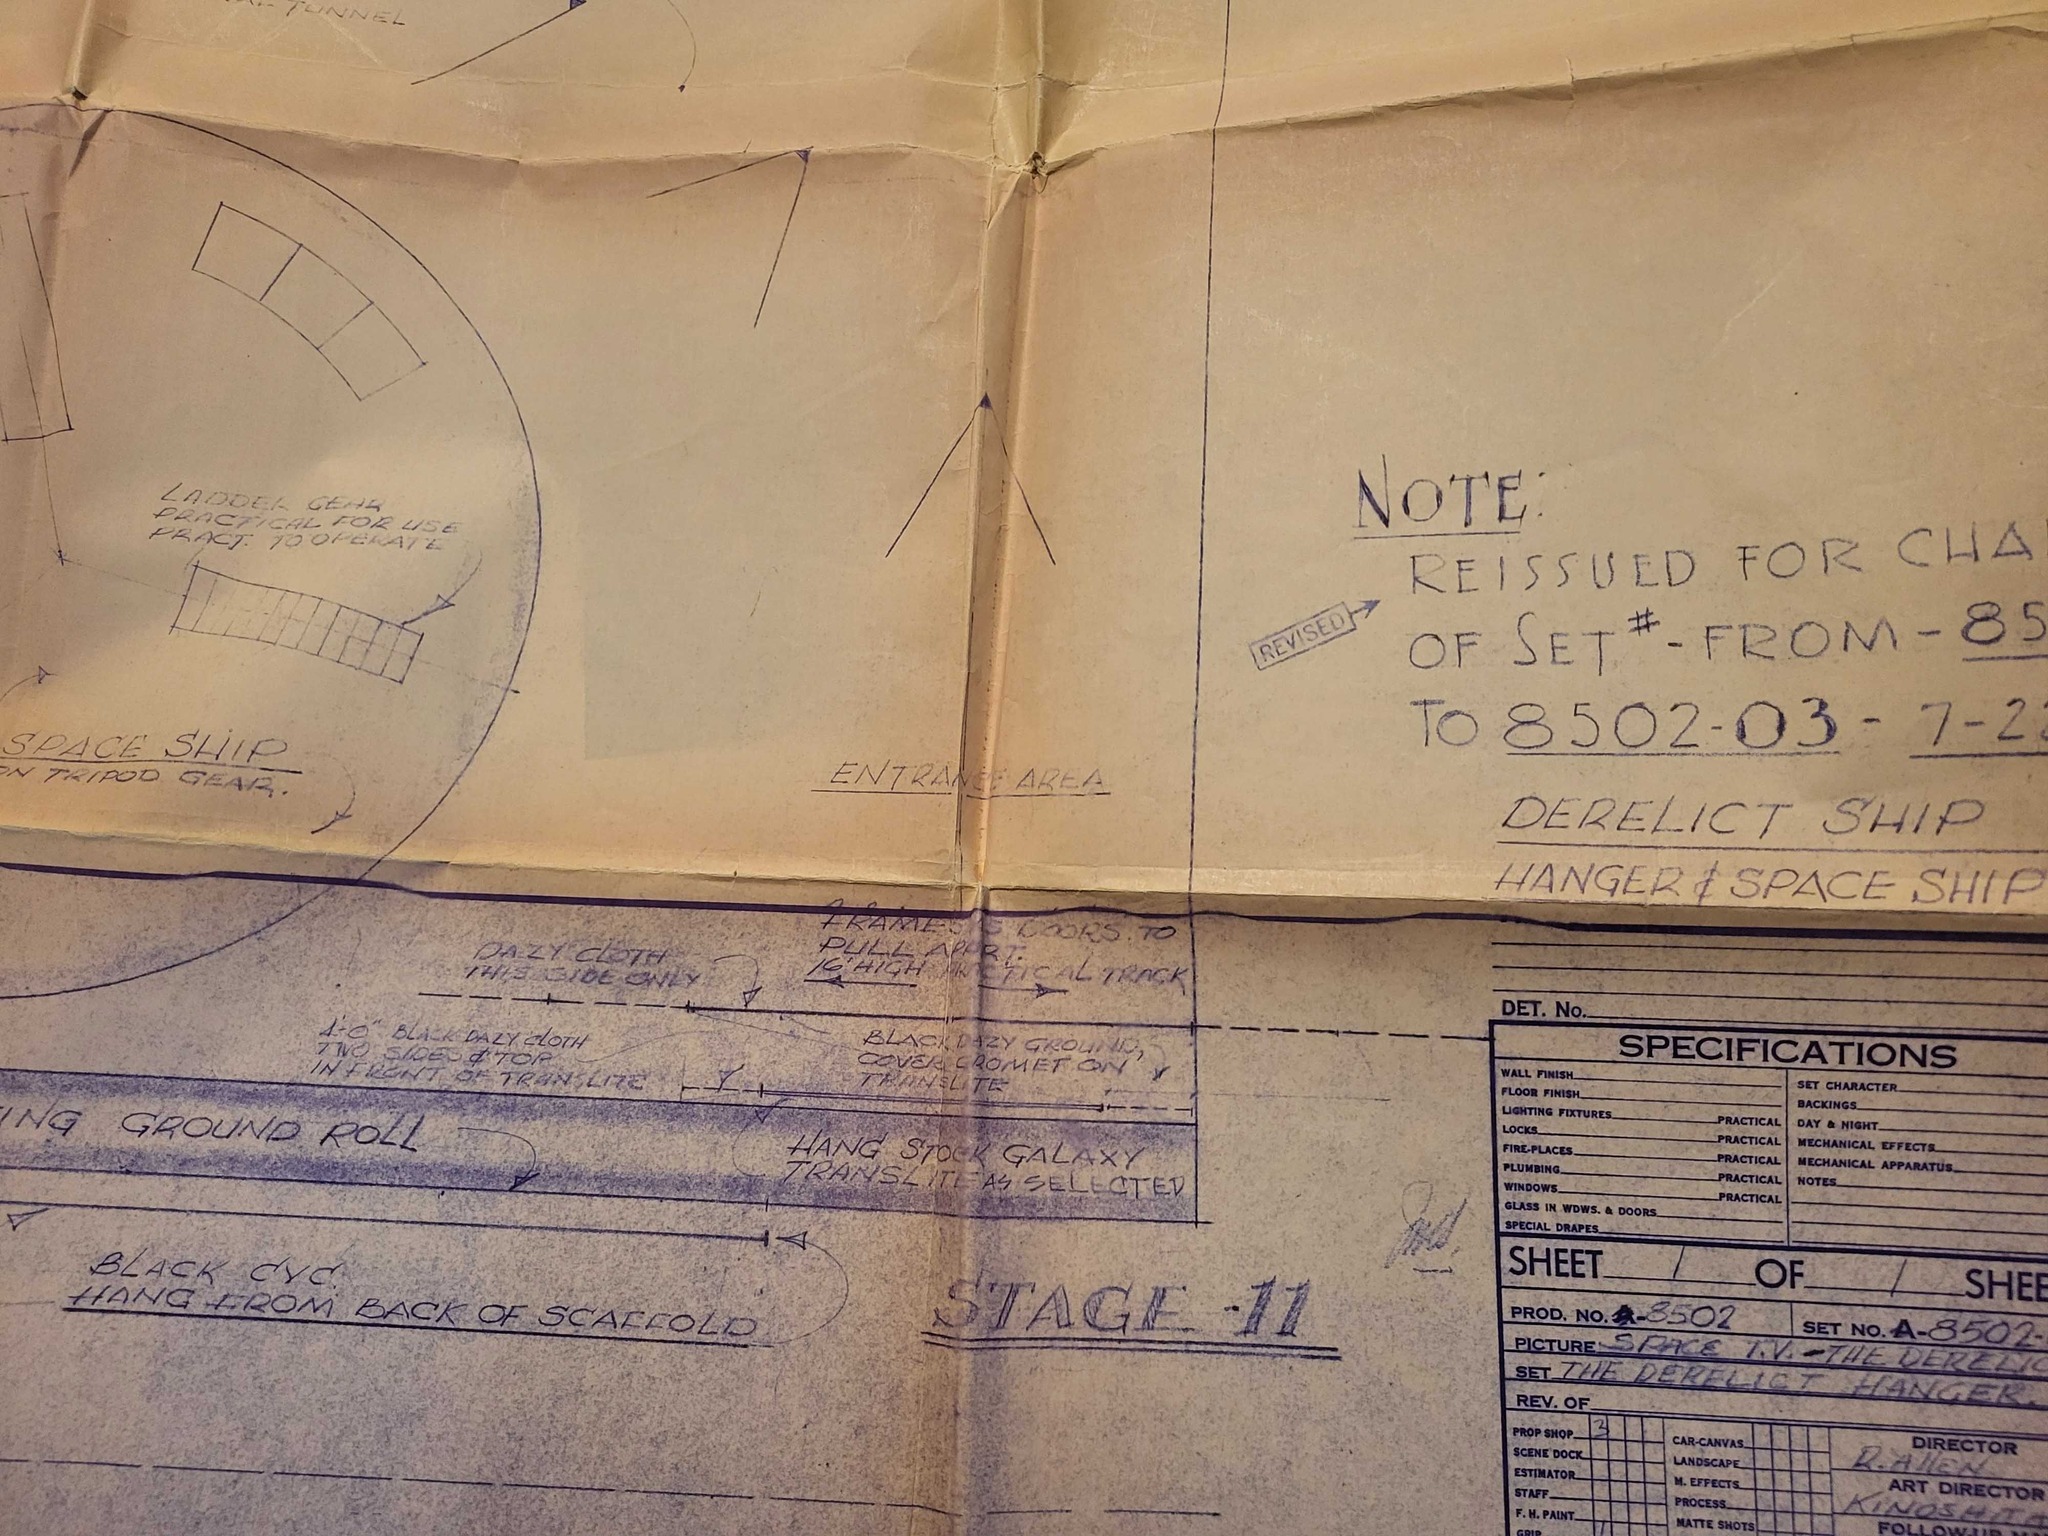 TUNNEL
LADDER GEAR
PRACTICAL FOR USE
PRACT. TO OPERATE
SPACE SHIP
ON TRIPOD GEAR.
ENTRANCE AREA
NOTE:
REISSUED FOR CHA
REVISED
OF SET #- FROM - 85
TO 8502-03 - 7-22
DERELICT SHIP
HANGER & SPACE SHIP
DAZY CLOTH
THIS SIDE ONLY
DOORS TO
PULL APART.
16' HIGH PRACTICAL TRACK
4'-0" BLACK DAZY CLOTH
TWO SIDES & TOP
IN FRONT OF TRANSLITE
BLACK DAZY GROUND,
COVER CROMET ON
TRANSLITE
ING GROUND ROLL
HANG STOCK GALAXY
TRANSLITE AS SELECTED
BLACK CYC.
HANG FROM BACK OF SCAFFOLD
STAGE -11
DET. No.
SPECIFICATIONS
WALL FINISH
FLOOR FINISH
LIGHTING FIXTURES PRACTICAL
LOCKS PRACTICAL
FIRE-PLACES PRACTICAL
PLUMBING PRACTICAL
WINDOWS PRACTICAL
GLASS IN WDWS. & DOORS
SPECIAL DRAPES
SET CHARACTER
BACKINGS
DAY & NIGHT
MECHANICAL EFFECTS
MECHANICAL APPARATUS
NOTES
SHEET 1 OF 1 SHEE
PROD. NO. A-8502
SET NO. A-8502-
PICTURE SPACE T.V. - THE DERELIC
SET THE DERELICT HANGER.
REV. OF
PROP SHOP 3
SCENE DOCK
ESTIMATOR
STAFF
F. H. PAINT
GRIP
CAR-CANVAS
LANDSCAPE
M. EFFECTS
PROCESS
MATTE SHOTS
DIRECTOR
R. ALLEN
ART DIRECTOR
KINOSHITA
FOLLOW